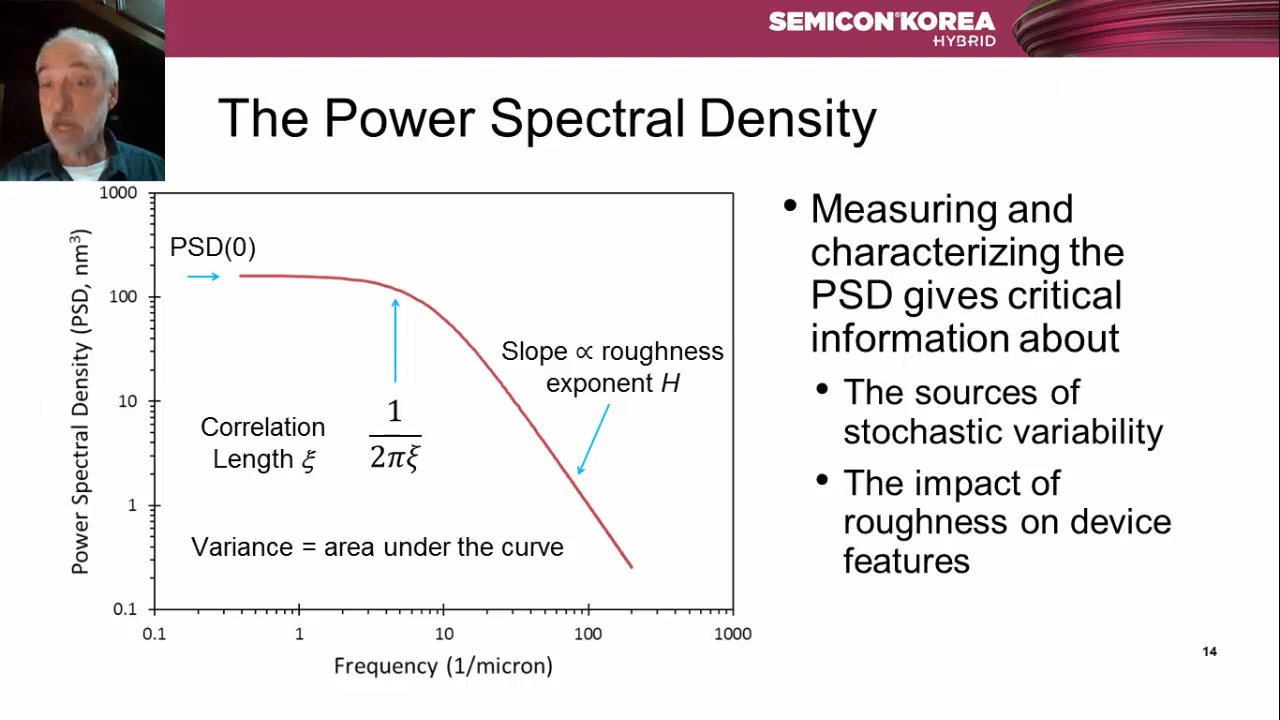 SEMICON KOREA
HYBRID
The Power Spectral Density
1000
100
10
1
0.1
Power Spectral Density (PSD, nm³)
PSD(0)
Slope ∝ roughness
exponent H
Correlation
Length ξ
1
2πξ
Variance = area under the curve
0.1
1
10
100
1000
Frequency (1/micron)
• Measuring and
characterizing the
PSD gives critical
information about
• The sources of
stochastic variability
• The impact of
roughness on device
features
14